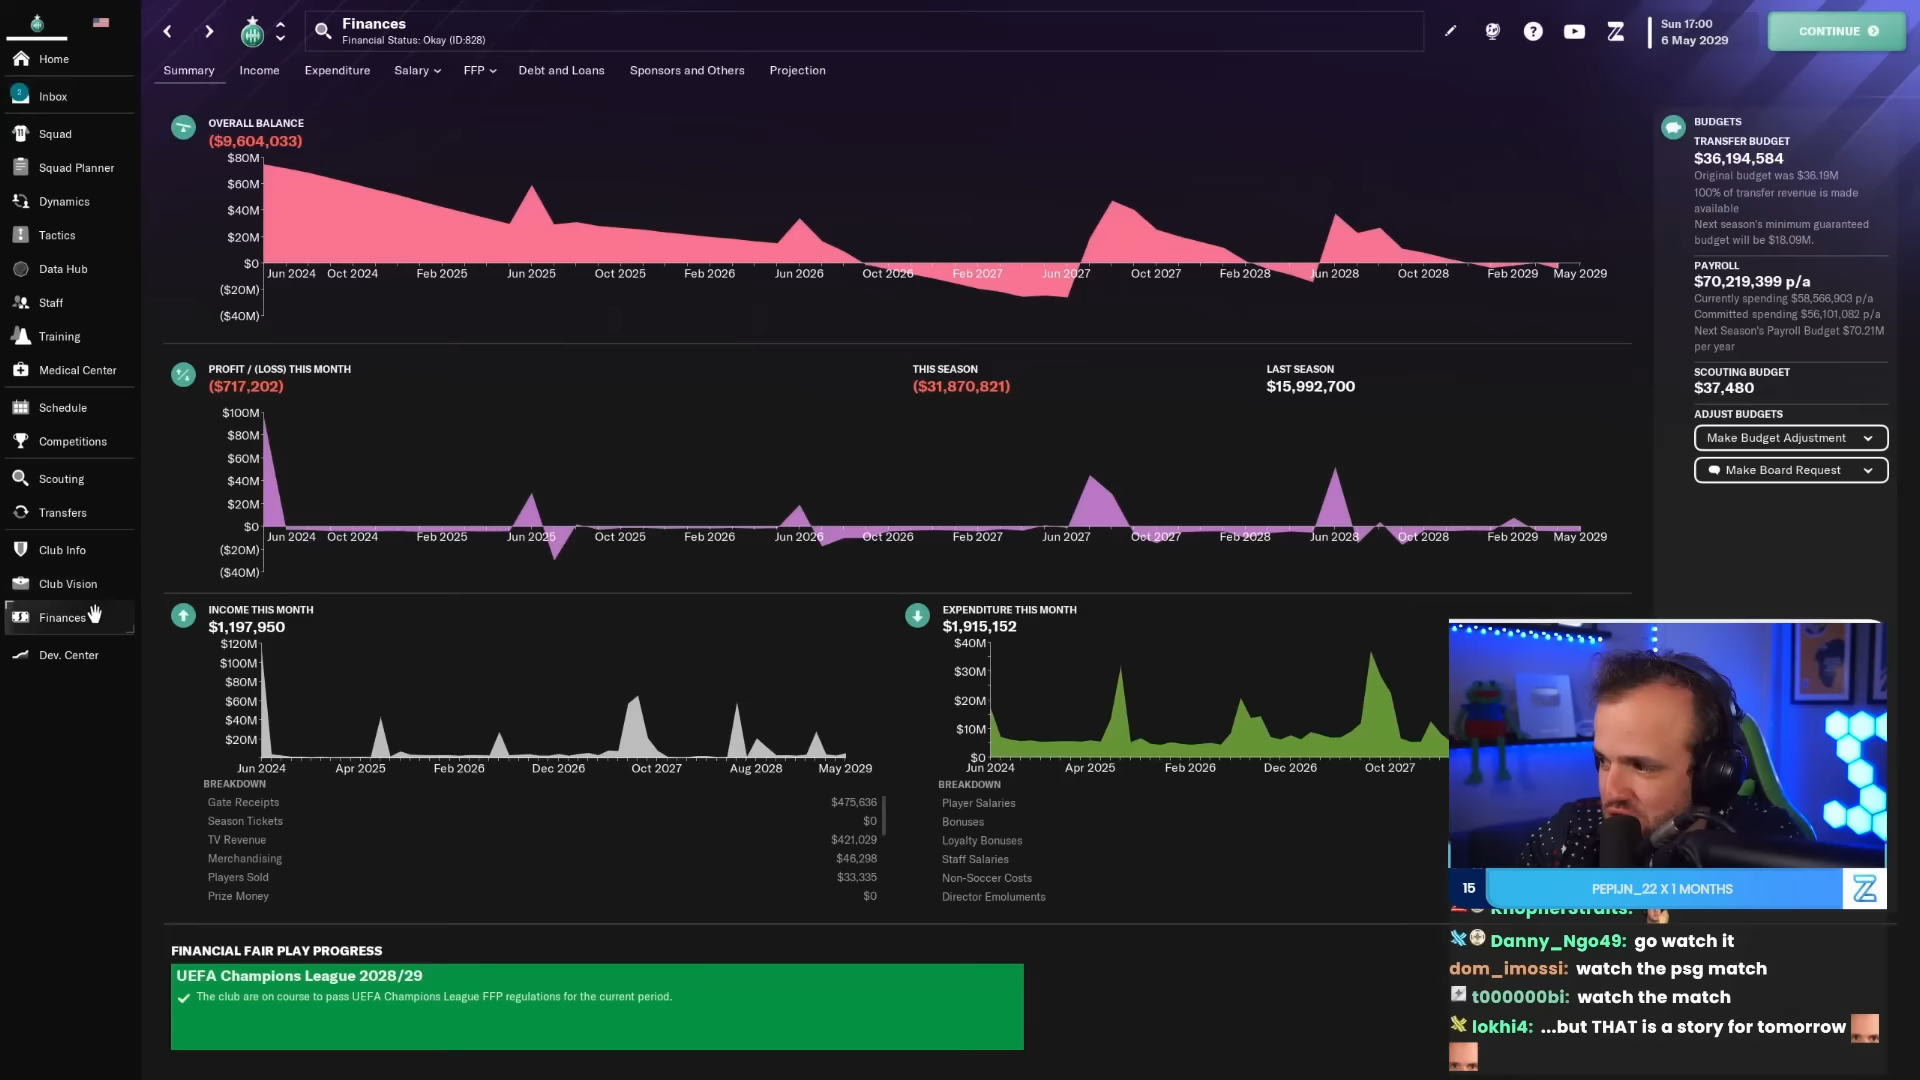 Finances
Financial Status: Okay (ID:828)
Sun 17:00
6 May 2029
CONTINUE
Home
2
Inbox
Squad
Squad Planner
Dynamics
Tactics
Data Hub
Staff
Training
Medical Center
Schedule
Competitions
Scouting
Transfers
Club Info
Club Vision
Finances
Dev. Center
Summary
Income
Expenditure
Salary
FFP
Debt and Loans
Sponsors and Others
Projection
OVERALL BALANCE
($9,604,033)
$80M
$60M
$40M
$20M
$0
($20M)
($40M)
Jun 2024 Oct 2024 Feb 2025 Jun 2025 Oct 2025 Feb 2026 Jun 2026 Oct 2026 Feb 2027 Jun 2027 Oct 2027 Feb 2028 Jun 2028 Oct 2028 Feb 2029 May 2029
PROFIT / (LOSS) THIS MONTH
($717,202)
THIS SEASON
($31,870,821)
LAST SEASON
$15,992,700
$100M
$80M
$60M
$40M
$20M
$0
($20M)
($40M)
Jun 2024 Oct 2024 Feb 2025 Jun 2025 Oct 2025 Feb 2026 Jun 2026 Oct 2026 Feb 2027 Jun 2027 Oct 2027 Feb 2028 Jun 2028 Oct 2028 Feb 2029 May 2029
INCOME THIS MONTH
$1,197,950
$120M
$100M
$80M
$60M
$40M
$20M
Jun 2024 Apr 2025 Feb 2026 Dec 2026 Oct 2027 Aug 2028 May 2029
BREAKDOWN
Gate Receipts $475,636
Season Tickets $0
TV Revenue $421,029
Merchandising $46,298
Players Sold $33,335
Prize Money $0
EXPENDITURE THIS MONTH
$1,915,152
$40M
$30M
$20M
$10M
$0
Jun 2024 Apr 2025 Feb 2026 Dec 2026 Oct 2027
BREAKDOWN
Player Salaries
Bonuses
Loyalty Bonuses
Staff Salaries
Non-Soccer Costs
Director Emoluments
FINANCIAL FAIR PLAY PROGRESS
UEFA Champions League 2028/29
The club are on course to pass UEFA Champions League FFP regulations for the current period.
BUDGETS
TRANSFER BUDGET
$36,194,584
Original budget was $36.19M
100% of transfer revenue is made
available
Next season's minimum guaranteed
budget will be $18.09M.
PAYROLL
$70,219,399 p/a
Currently spending $58,566,903 p/a
Committed spending $56,101,082 p/a
Next Season's Payroll Budget $70.21M
per year
SCOUTING BUDGET
$37,480
ADJUST BUDGETS
Make Budget Adjustment
Make Board Request
15
PEPIJN_22 X 1 MONTHS
Danny_Ngo49: go watch it
dom_imossi: watch the psg match
t000000bi: watch the match
lokhi4: ...but THAT is a story for tomorrow